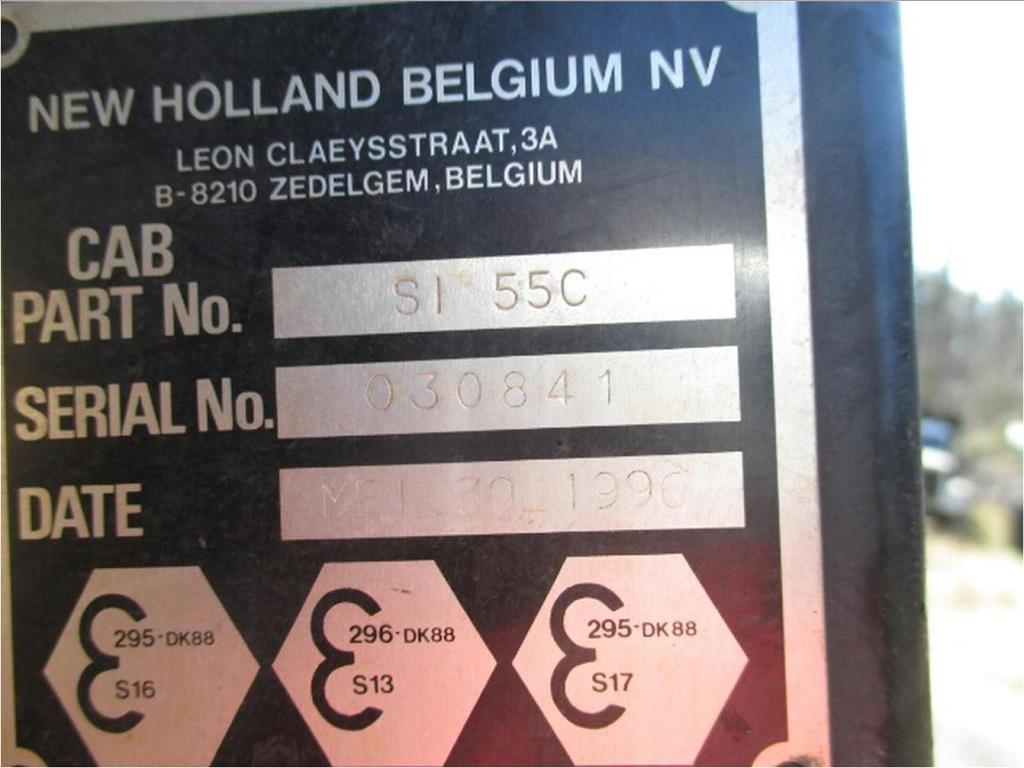 NEW HOLLAND BELGIUM NV
LEON CLAEYSSTRAAT,3A
B-8210 ZEDELGEM,BELGIUM
CAB
PART No. SI 55C
SERIAL No. 030841
DATE MEI 30 1990
295-DK88 296-DK88 295-DK88
S16 S13 S17